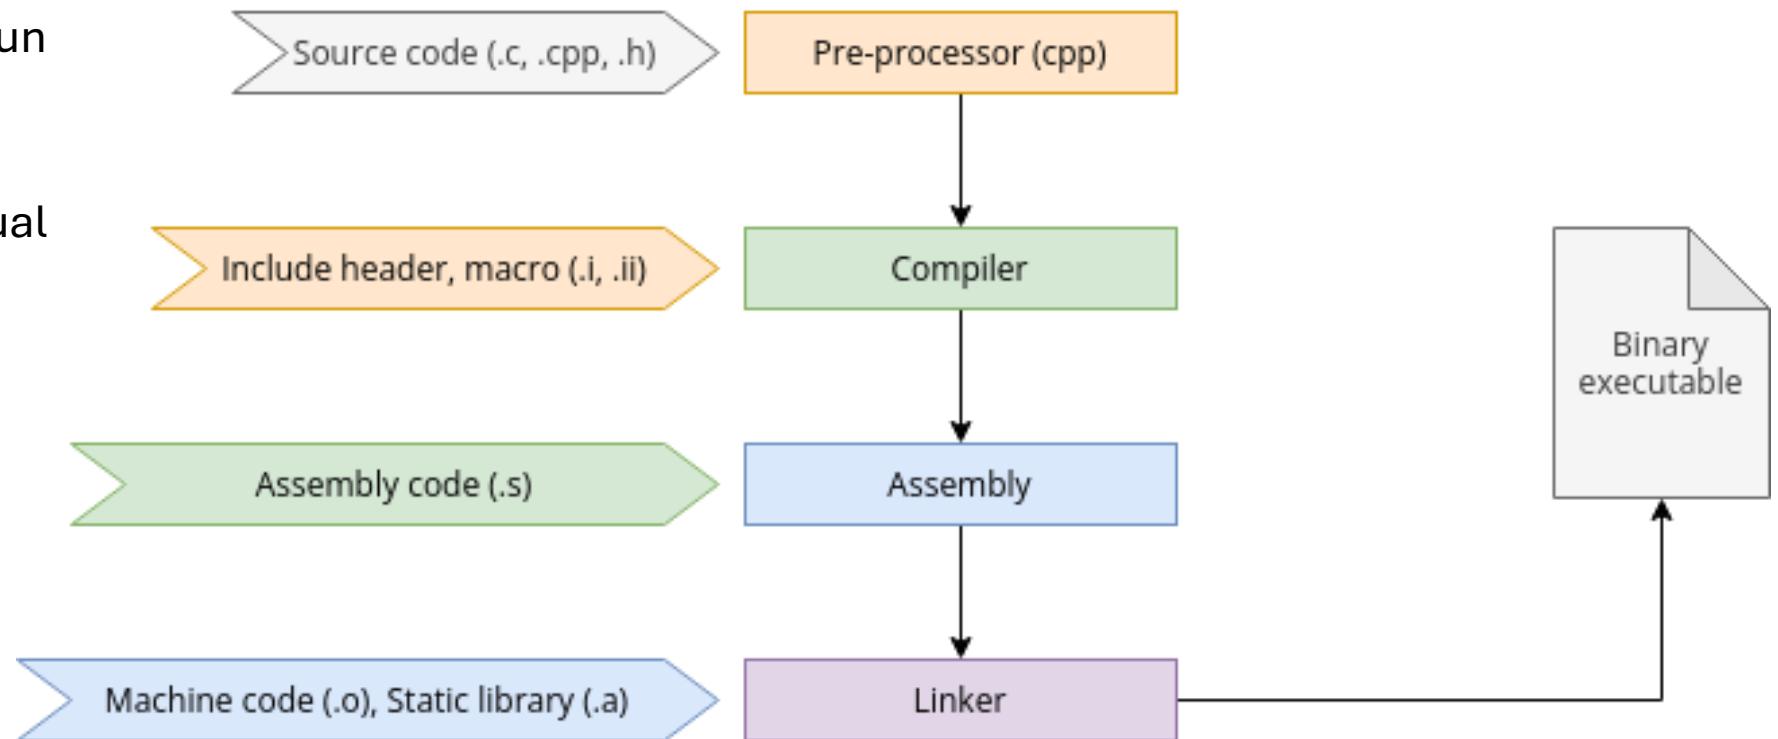 un
Source code (.c, .cpp, .h)
Pre-processor (cpp)
ual
Include header, macro (.i, .ii)
Compiler
Binary
executable
Assembly code (.s)
Assembly
Machine code (.o), Static library (.a)
Linker